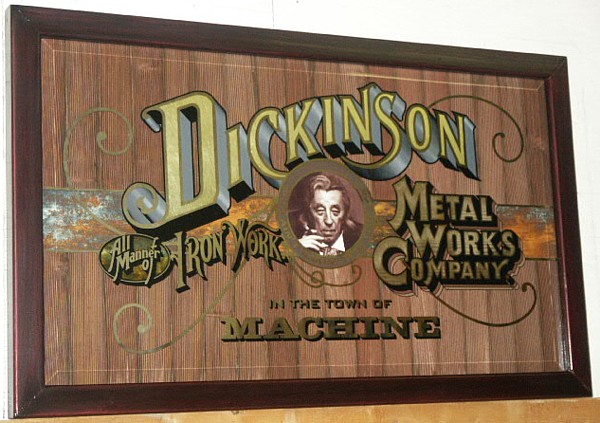 DICKINSON
All Manner of IRON WORK.
METAL WORKS COMPANY.
IN THE TOWN OF
MACHINE